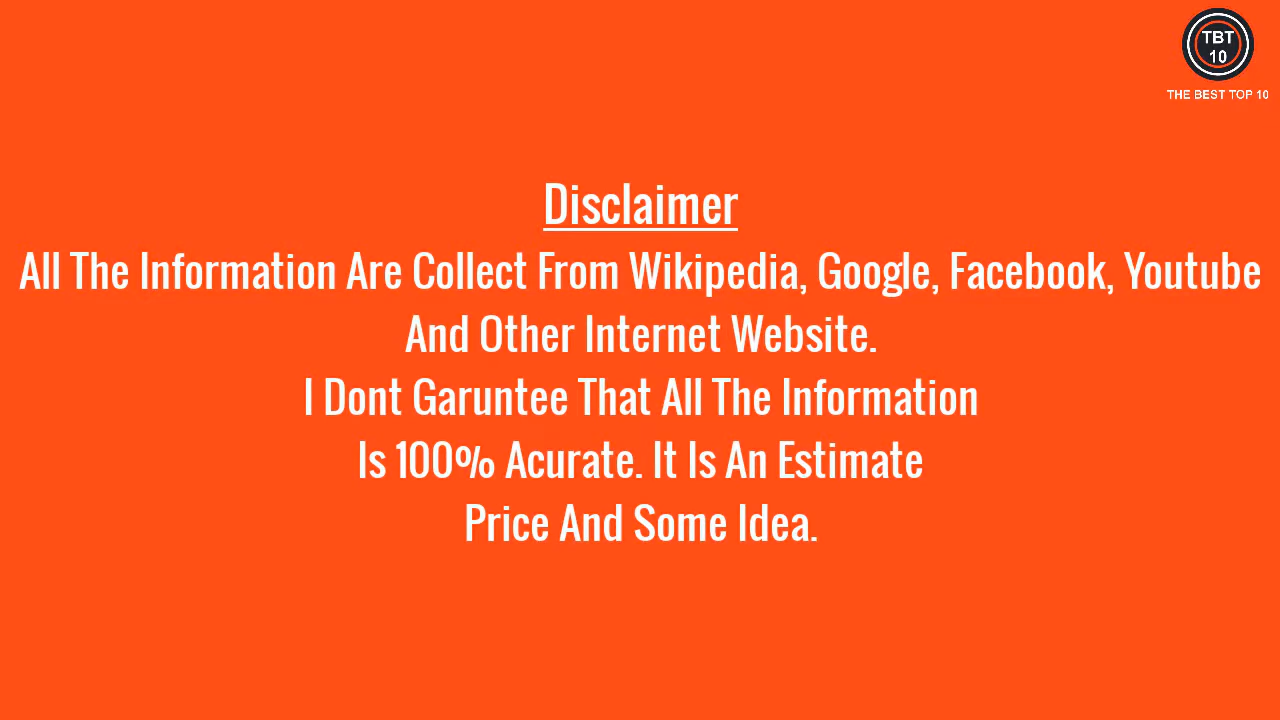 TBT
10
THE BEST TOP 10
Disclaimer
All The Information Are Collect From Wikipedia, Google, Facebook, Youtube
And Other Internet Website.
I Dont Garuntee That All The Information
Is 100% Acurate. It Is An Estimate
Price And Some Idea.